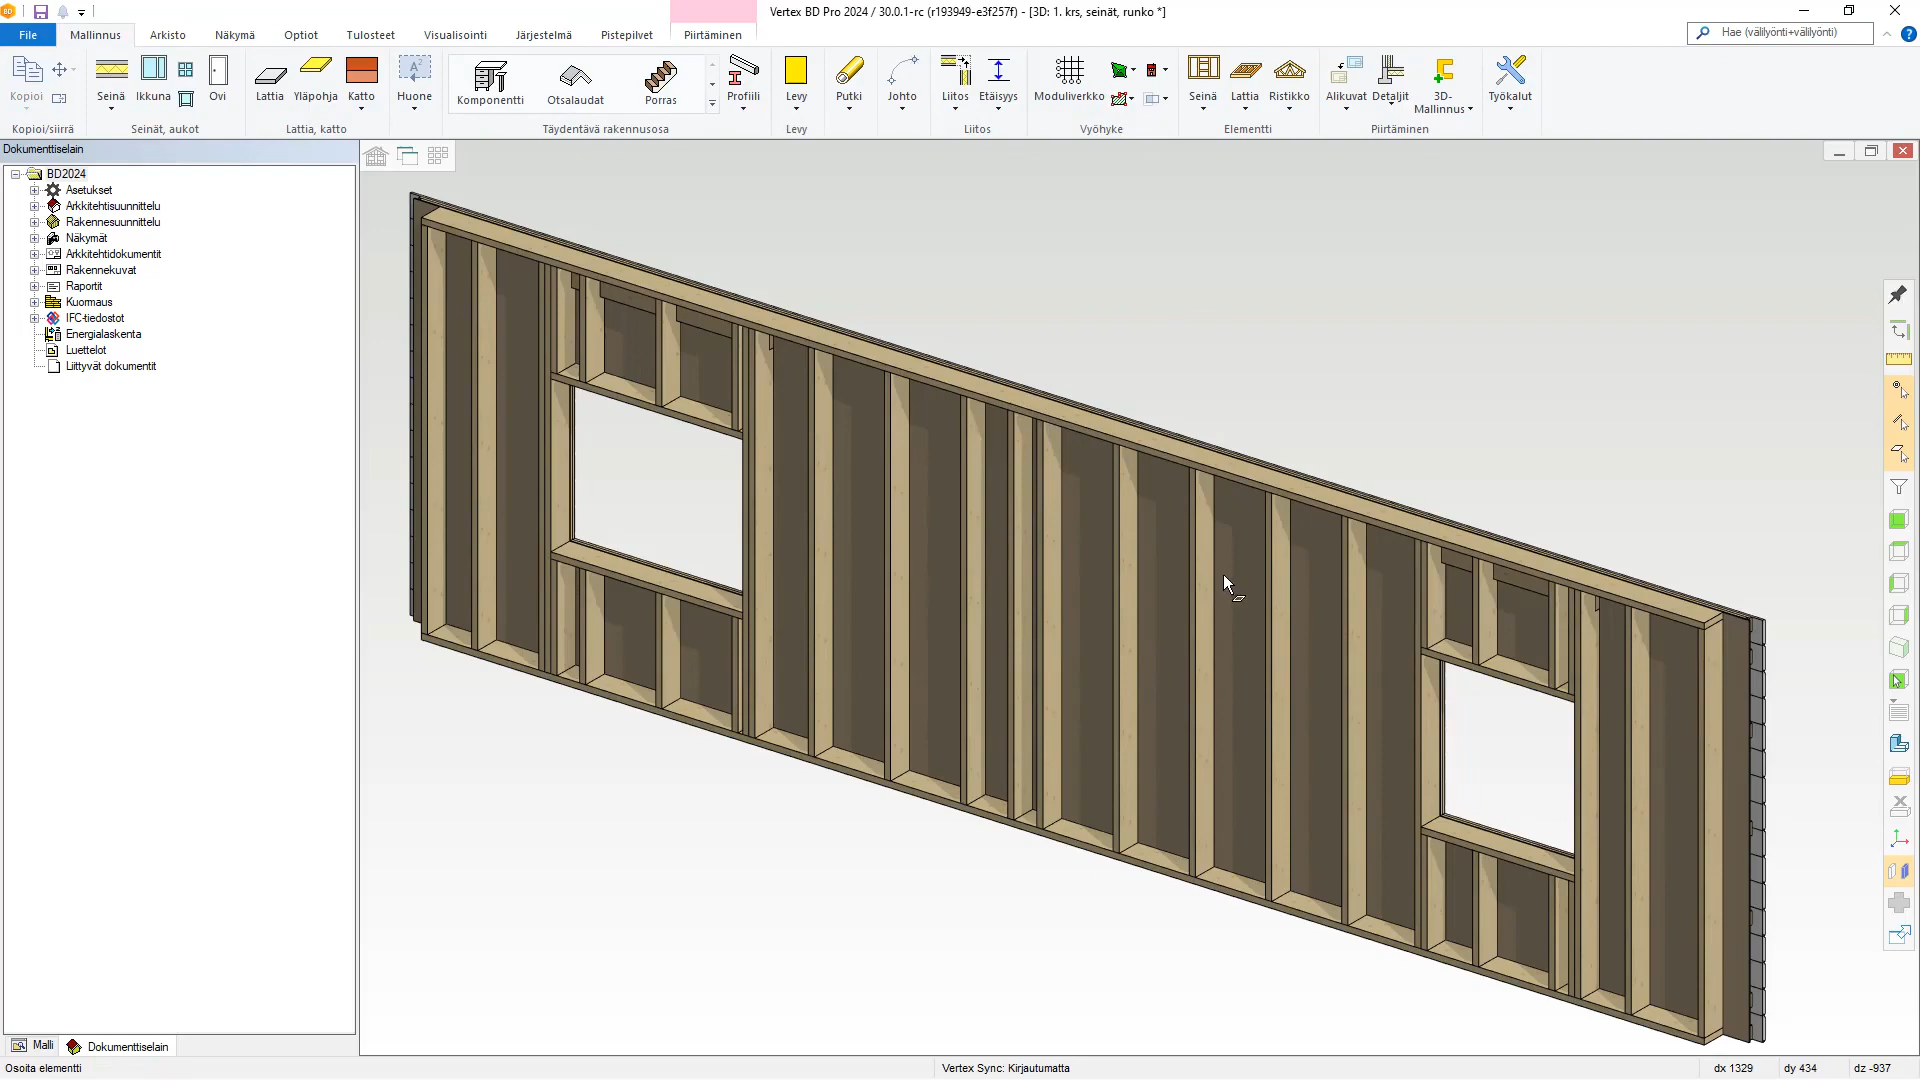 Vertex BD Pro 2024 / 30.0.1-rc (r193949-e3f257f) - [3D: 1. krs, seinät, runko *]
File
Mallinnus
Arkisto
Näkymä
Optiot
Tulosteet
Visualisointi
Järjestelmä
Pistepilvet
Piirtäminen
Hae (välilyönti+välilyönti)
Kopioi
Seinä
Ikkuna
Ovi
Lattia
Yläpohja
Katto
Huone
Komponentti
Otsalaudat
Porras
Profiili
Levy
Putki
Johto
Liitos
Etäisyys
Moduliverkko
Seinä
Lattia
Ristikko
Alikuvat
Detaljit
3D-
Mallinnus
Työkalut
Kopioi/siirrä
Seinät, aukot
Lattia, katto
Täydentävä rakennusosa
Levy
Liitos
Vyöhyke
Elementti
Piirtäminen
Dokumenttiselain
BD2024
Asetukset
Arkkitehtisuunnittelu
Rakennesuunnittelu
Näkymät
Arkkitehtidokumentit
Rakennekuvat
Raportit
Kuormaus
IFC-tiedostot
Energialaskenta
Luettelot
Liittyvät dokumentit
Malli
Dokumenttiselain
Osoita elementti
Vertex Sync: Kirjautumatta
dx 1329
dy 434
dz -937